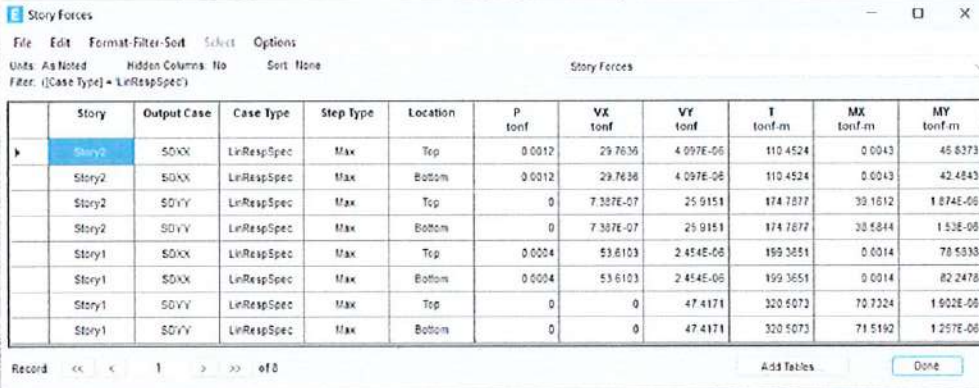 E Story Forces
File Edit Format-Filter-Sort Select Options
Units: As Noted Hidden Columns: No Sort: None Story Forces
Filter: ([Case Type] = 'LinRespSpec')
Story Output Case Case Type Step Type Location P tonf VX tonf VY tonf T tonf-m MX tonf-m MY tonf-m
Story2 SDXX LinRespSpec Max Top 0.0012 29.7636 4.097E-06 110.4524 0.0043 45.8373
Story2 SDXX LinRespSpec Max Bottom 0.0012 29.7636 4.097E-06 110.4524 0.0043 42.4843
Story2 SDYY LinRespSpec Max Top 0 7.387E-07 25.9151 174.7877 39.1612 1.874E-06
Story2 SDYY LinRespSpec Max Bottom 0 7.387E-07 25.9151 174.7877 38.5844 1.53E-06
Story1 SDXX LinRespSpec Max Top 0.0004 53.6103 2.454E-06 199.3651 0.0014 78.5833
Story1 SDXX LinRespSpec Max Bottom 0.0004 53.6103 2.454E-06 199.3651 0.0014 82.2478
Story1 SDYY LinRespSpec Max Top 0 0 47.4171 320.5073 70.7324 1.902E-06
Story1 SDYY LinRespSpec Max Bottom 0 0 47.4171 320.5073 71.5192 1.257E-06
Record << < 1 > >> of 8 Add Tables... Done